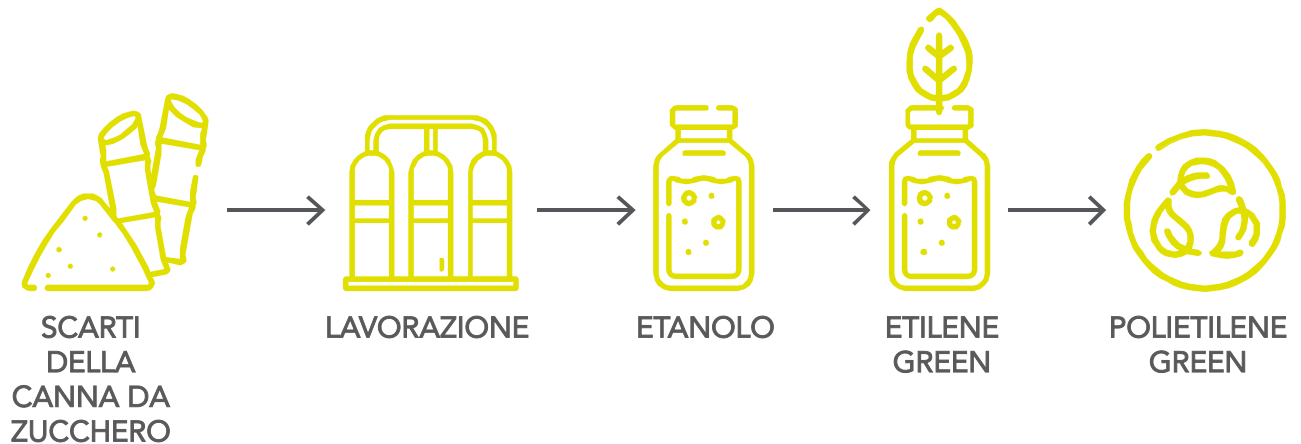 SCARTI
DELLA
CANNA DA
ZUCCHERO
LAVORAZIONE
ETANOLO
ETILENE
GREEN
POLIETILENE
GREEN